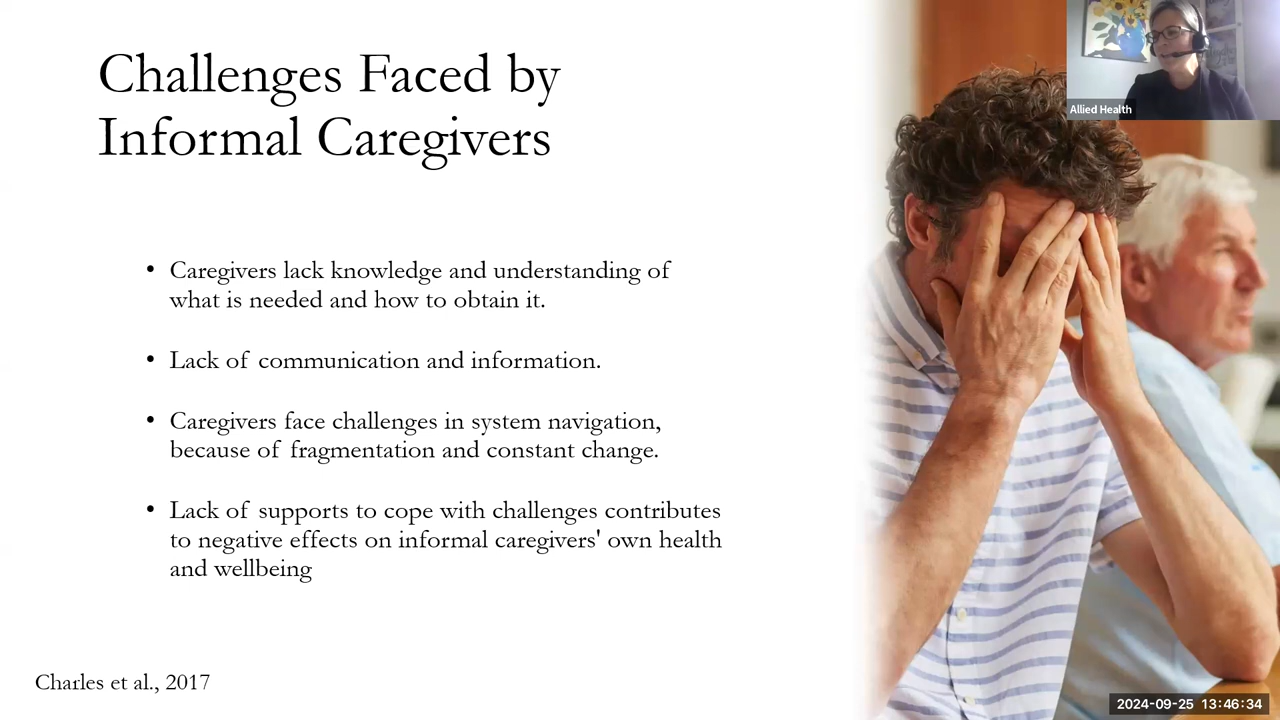 Challenges Faced by
Informal Caregivers
Allied Health
• Caregivers lack knowledge and understanding of
what is needed and how to obtain it.
• Lack of communication and information.
• Caregivers face challenges in system navigation,
because of fragmentation and constant change.
• Lack of supports to cope with challenges contributes
to negative effects on informal caregivers' own health
and wellbeing
Charles et al., 2017
2024-09-25 13:46:34